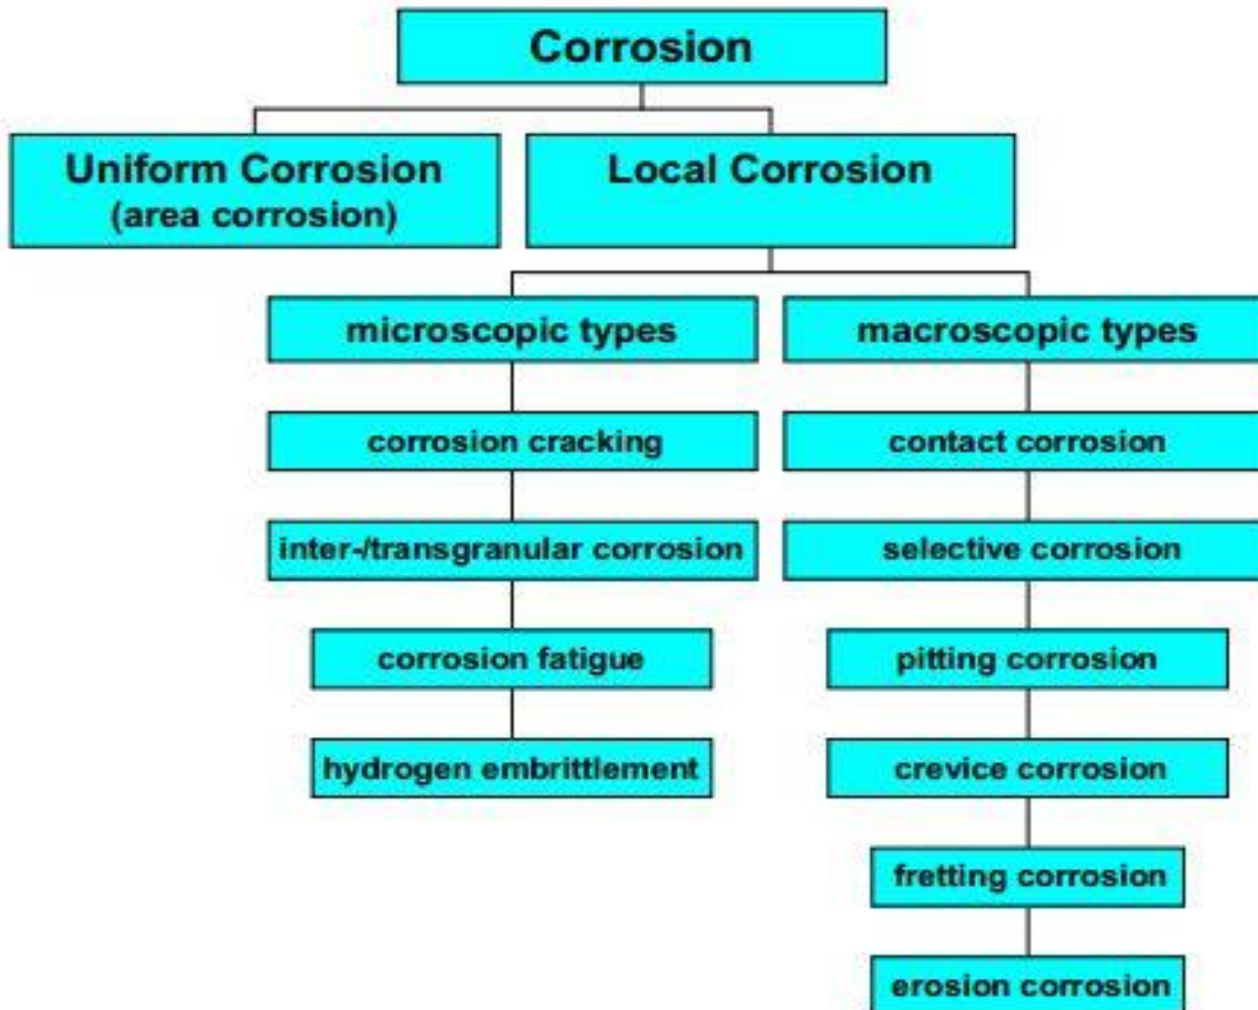 Corrosion
Uniform Corrosion
(area corrosion)
Local Corrosion
microscopic types
macroscopic types
corrosion cracking
contact corrosion
inter-/transgranular corrosion
selective corrosion
corrosion fatigue
pitting corrosion
hydrogen embrittlement
crevice corrosion
fretting corrosion
erosion corrosion